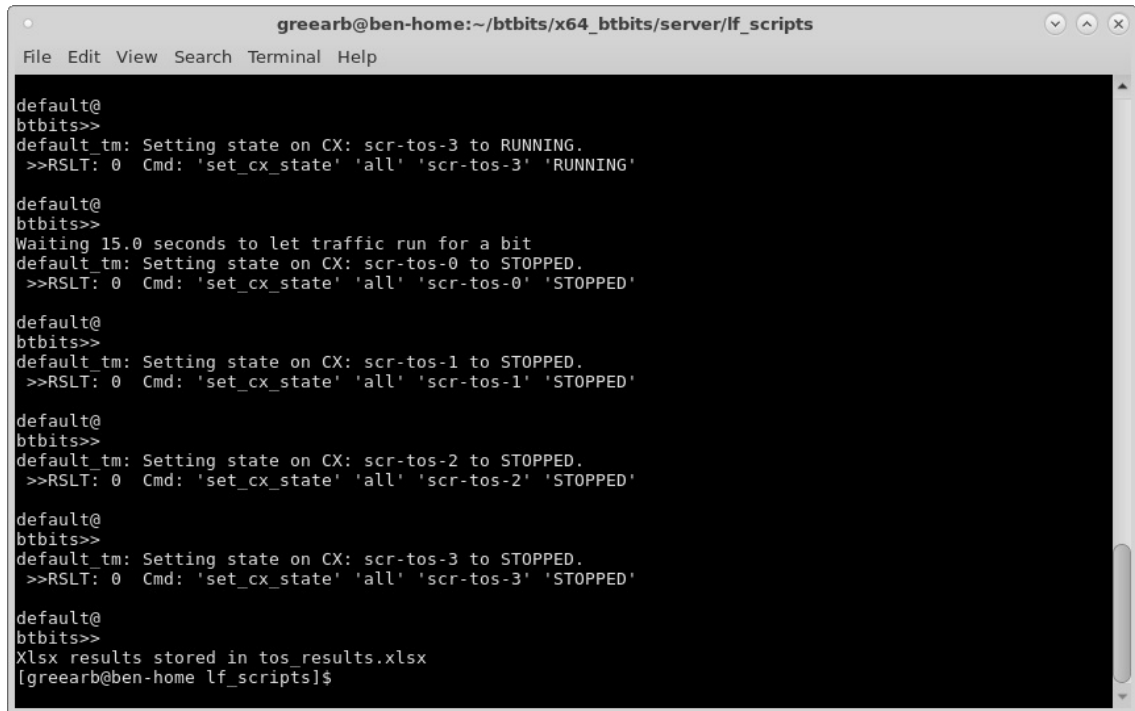 greearb@ben-home:~/btbits/x64_btbits/server/lf_scripts
File Edit View Search Terminal Help
default@
btbits>>
default_tm: Setting state on CX: scr-tos-3 to RUNNING.
 >>RSLT: 0  Cmd: 'set_cx_state' 'all' 'scr-tos-3' 'RUNNING'

default@
btbits>>
Waiting 15.0 seconds to let traffic run for a bit
default_tm: Setting state on CX: scr-tos-0 to STOPPED.
 >>RSLT: 0  Cmd: 'set_cx_state' 'all' 'scr-tos-0' 'STOPPED'

default@
btbits>>
default_tm: Setting state on CX: scr-tos-1 to STOPPED.
 >>RSLT: 0  Cmd: 'set_cx_state' 'all' 'scr-tos-1' 'STOPPED'

default@
btbits>>
default_tm: Setting state on CX: scr-tos-2 to STOPPED.
 >>RSLT: 0  Cmd: 'set_cx_state' 'all' 'scr-tos-2' 'STOPPED'

default@
btbits>>
default_tm: Setting state on CX: scr-tos-3 to STOPPED.
 >>RSLT: 0  Cmd: 'set_cx_state' 'all' 'scr-tos-3' 'STOPPED'

default@
btbits>>
Xlsx results stored in tos_results.xlsx
[greearb@ben-home lf_scripts]$